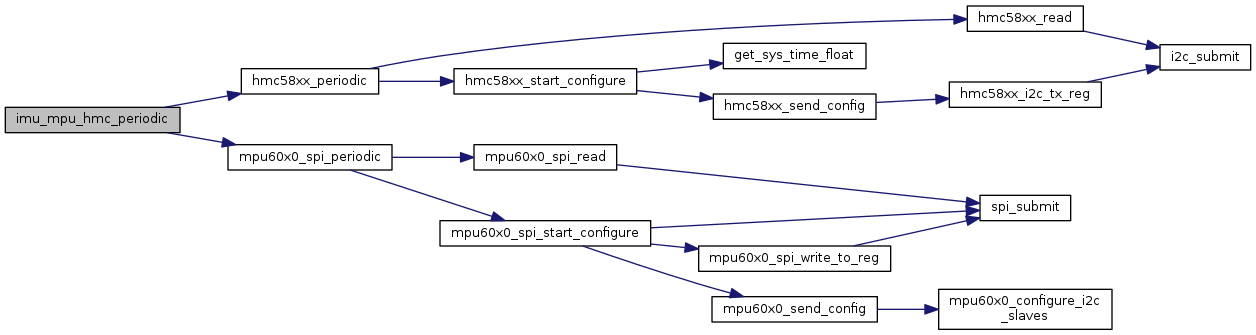 hmc58xx_read
i2c_submit
get_sys_time_float
hmc58xx_periodic
hmc58xx_start_configure
hmc58xx_i2c_tx_reg
hmc58xx_send_config
imu_mpu_hmc_periodic
mpu60x0_spi_periodic
mpu60x0_spi_read
spi_submit
mpu60x0_spi_start_configure
mpu60x0_spi_write_to_reg
mpu60x0_send_config
mpu60x0_configure_i2c
_slaves